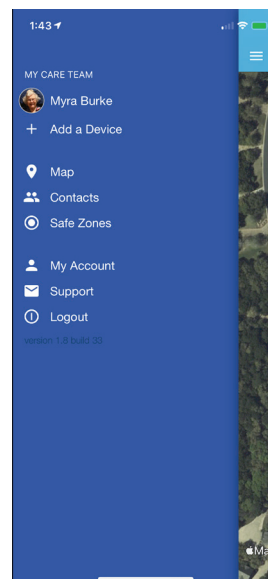 1:43
MY CARE TEAM
Myra Burke
Add a Device
Map
Contacts
Safe Zones
My Account
Support
Logout
version 1.8 build 33
Ma